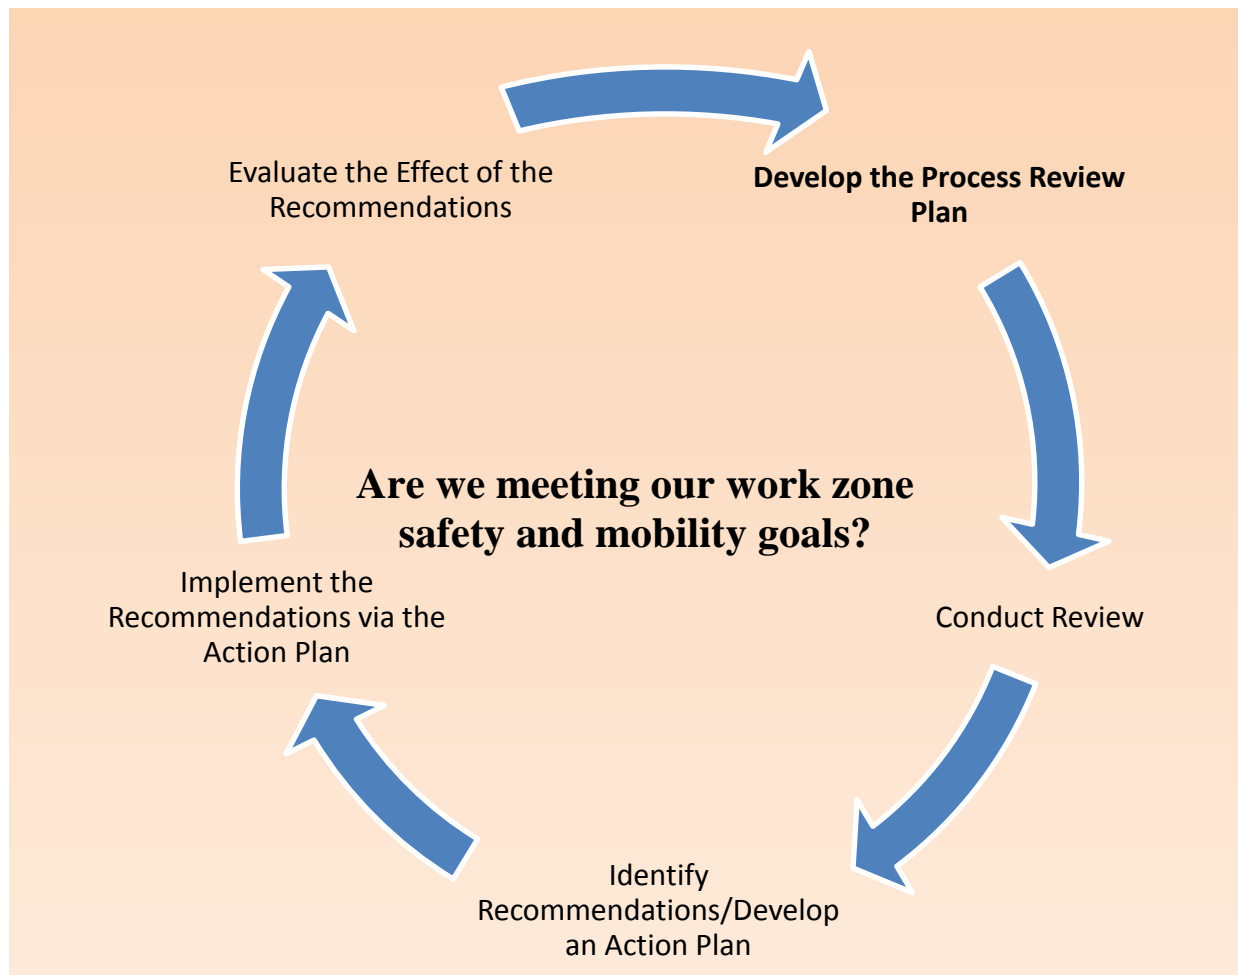 Evaluate the Effect of the
Recommendations
Develop the Process Review
Plan
Are we meeting our work zone
safety and mobility goals?
Implement the
Recommendations via the
Action Plan
Conduct Review
Identify
Recommendations/Develop
an Action Plan